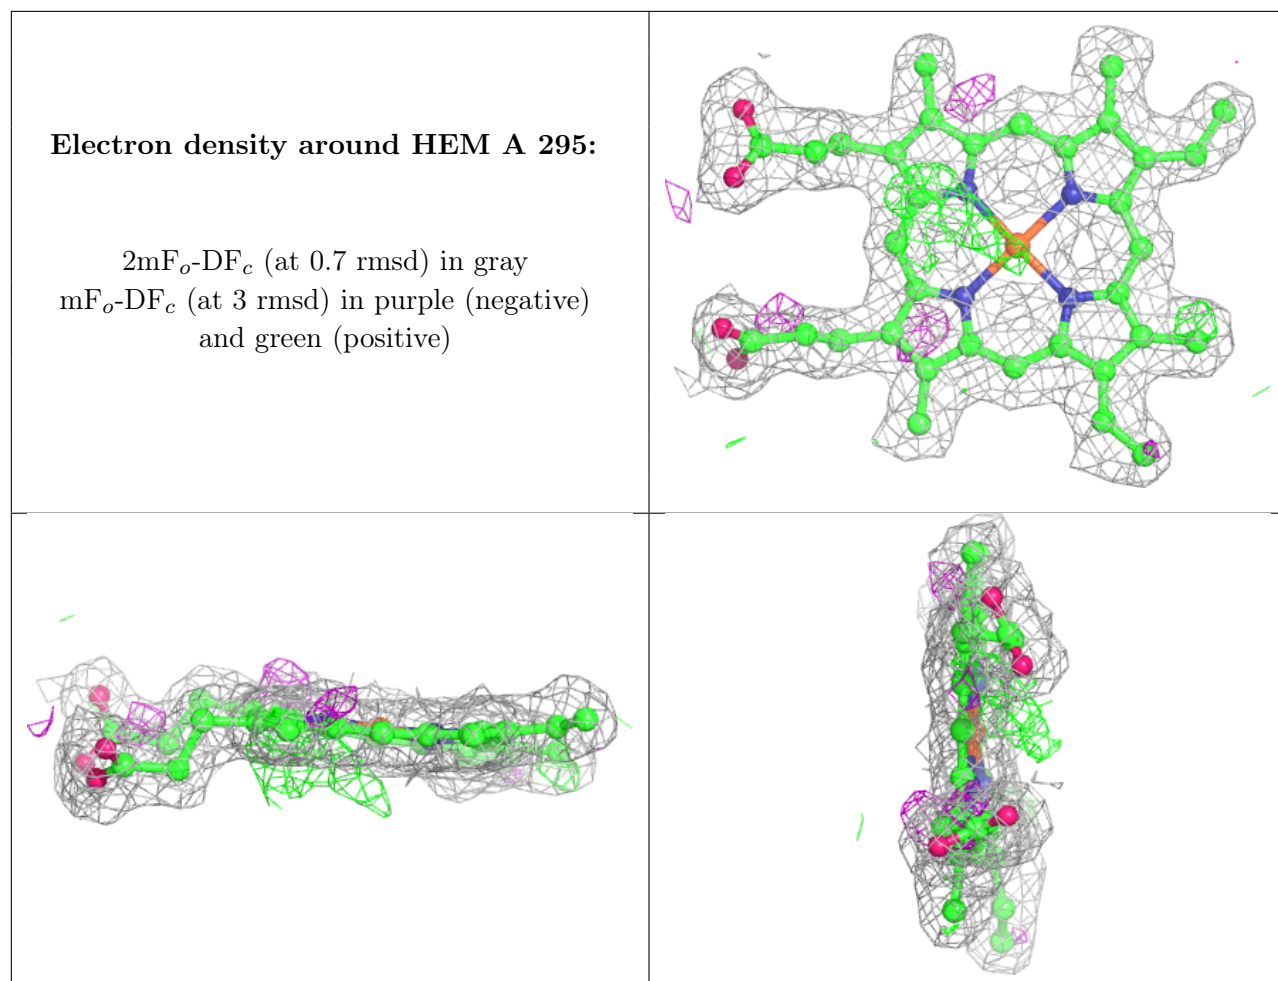 Electron density around HEM A 295:
2mFo-DFc (at 0.7 rmsd) in gray
mFo-DFc (at 3 rmsd) in purple (negative)
and green (positive)